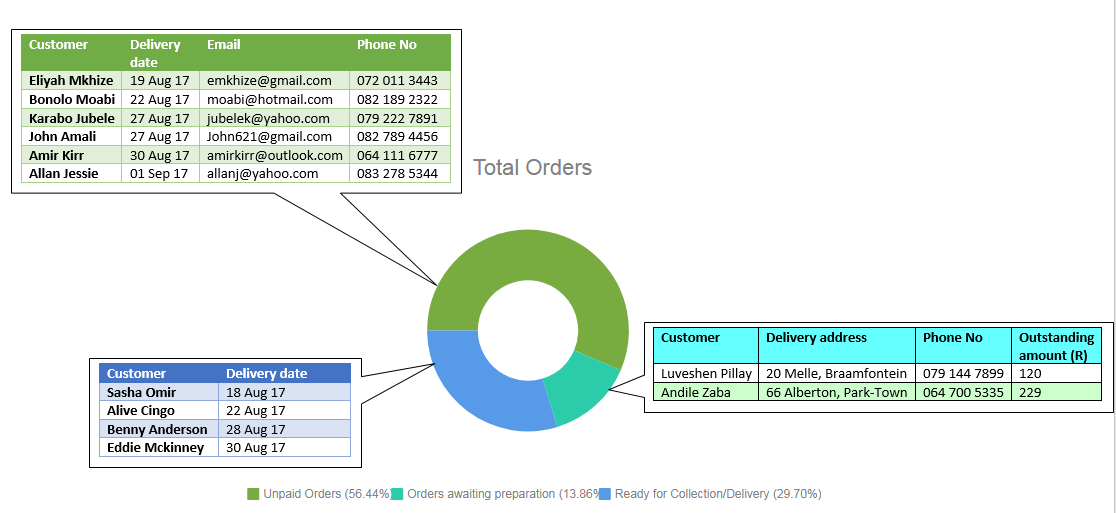 Customer Delivery date Email Phone No
Eliyah Mkhize 19 Aug 17 emkhize@gmail.com 072 011 3443
Bonolo Moabi 22 Aug 17 moabi@hotmail.com 082 189 2322
Karabo Jubele 27 Aug 17 jubelek@yahoo.com 079 222 7891
John Amali 27 Aug 17 John621@gmail.com 082 789 4456
Amir Kirr 30 Aug 17 amirkirr@outlook.com 064 111 6777
Allan Jessie 01 Sep 17 allanj@yahoo.com 083 278 5344
Total Orders
Customer Delivery address Phone No Outstanding amount (R)
Luveshen Pillay 20 Melle, Braamfontein 079 144 7899 120
Andile Zaba 66 Alberton, Park-Town 064 700 5335 229
Customer Delivery date
Sasha Omir 18 Aug 17
Alive Cingo 22 Aug 17
Benny Anderson 28 Aug 17
Eddie Mckinney 30 Aug 17
Unpaid Orders (56.44%) Orders awaiting preparation (13.86% Ready for Collection/Delivery (29.70%)